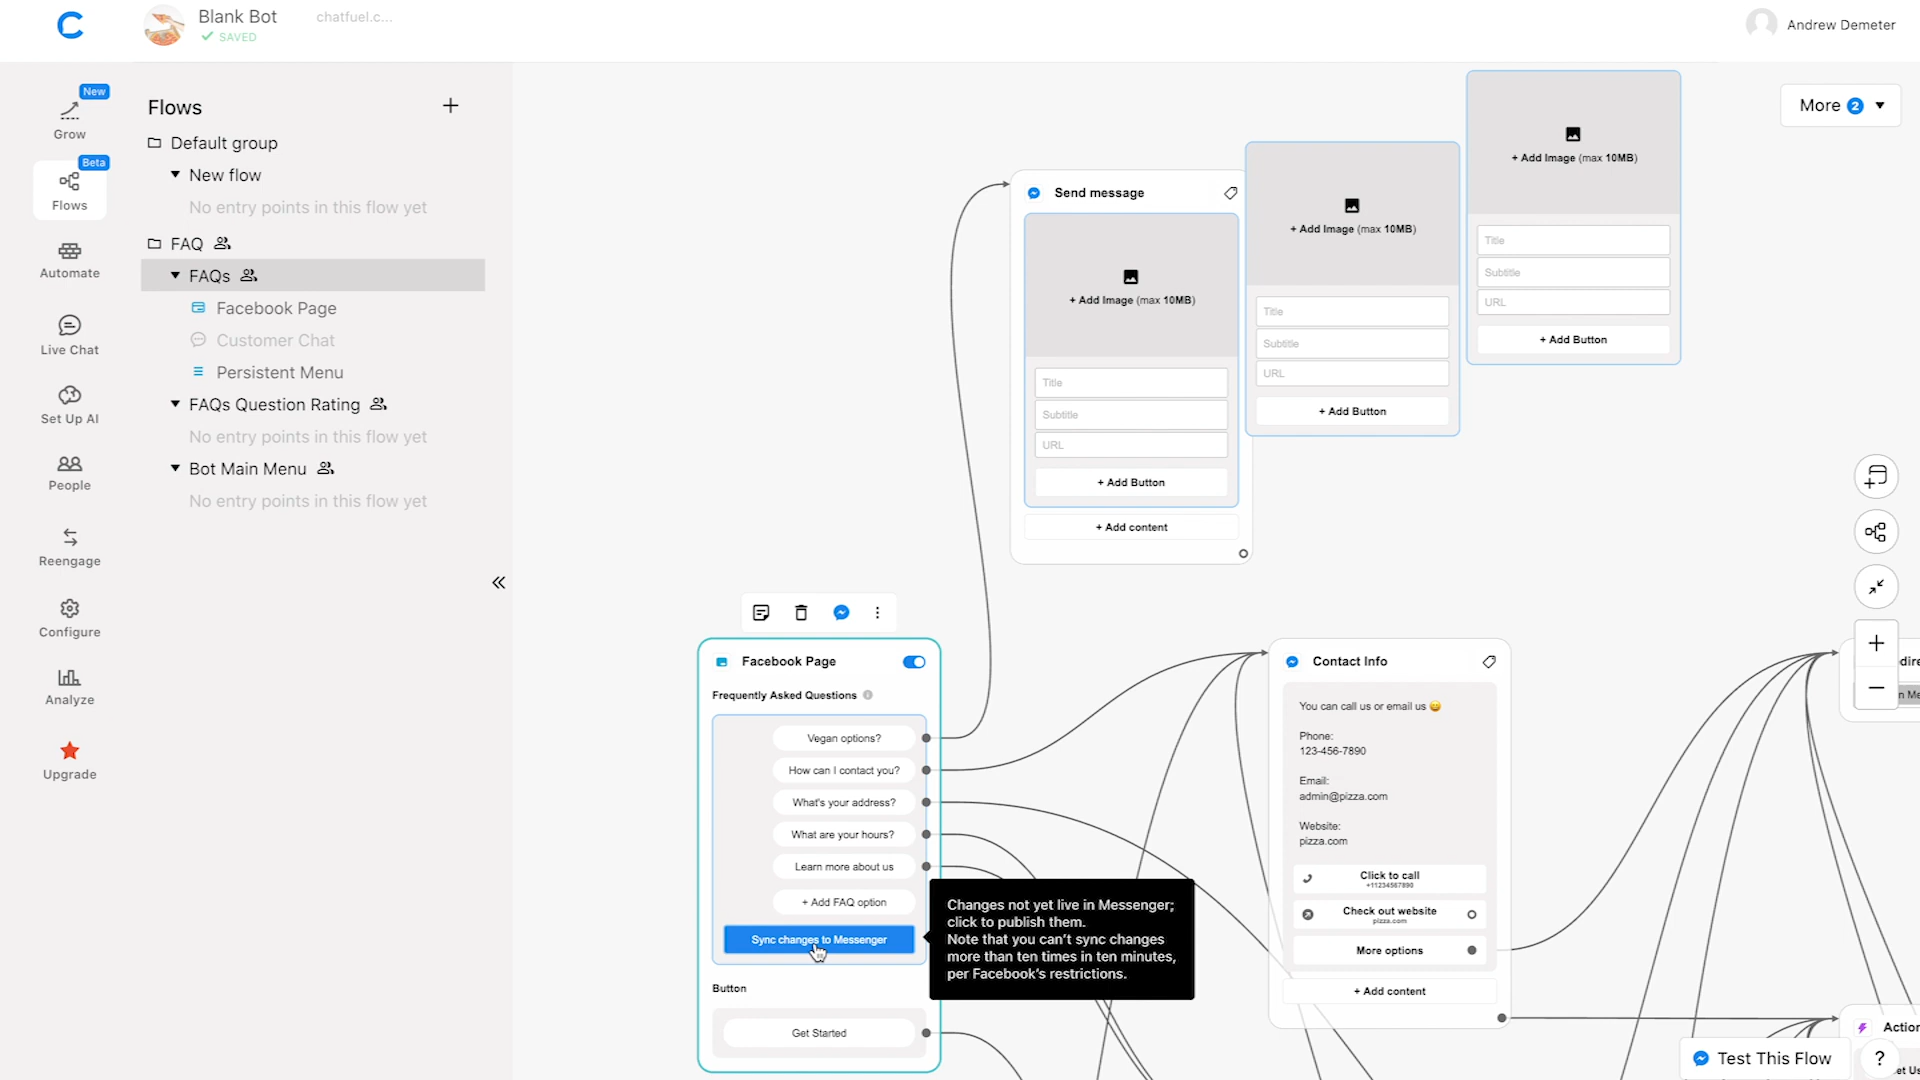 Blank Bot
SAVED
chatfuel.c...
Andrew Demeter
New
Grow
Beta
Flows
Automate
Live Chat
Set Up AI
People
Reengage
Configure
Analyze
Upgrade
Flows
Default group
New flow
No entry points in this flow yet
FAQ
FAQs
Facebook Page
Customer Chat
Persistent Menu
FAQs Question Rating
No entry points in this flow yet
Bot Main Menu
No entry points in this flow yet
More 2
Send message
+ Add Image (max 10MB)
Title
Subtitle
URL
+ Add Button
+ Add content
+ Add Image (max 10MB)
Title
Subtitle
URL
+ Add Button
+ Add Image (max 10MB)
Title
Subtitle
URL
+ Add Button
Facebook Page
Frequently Asked Questions
Vegan options?
How can I contact you?
What's your address?
What are your hours?
Learn more about us
+ Add FAQ option
Sync changes to Messenger
Button
Get Started
Changes not yet live in Messenger;
click to publish them.
Note that you can't sync changes
more than ten times in ten minutes,
per Facebook's restrictions.
Contact Info
You can call us or email us 😄
Phone:
123-456-7890
Email:
admin@pizza.com
Website:
pizza.com
Click to call
+11234567890
Check out website
pizza.com
More options
+ Add content
+
−
Test This Flow
?